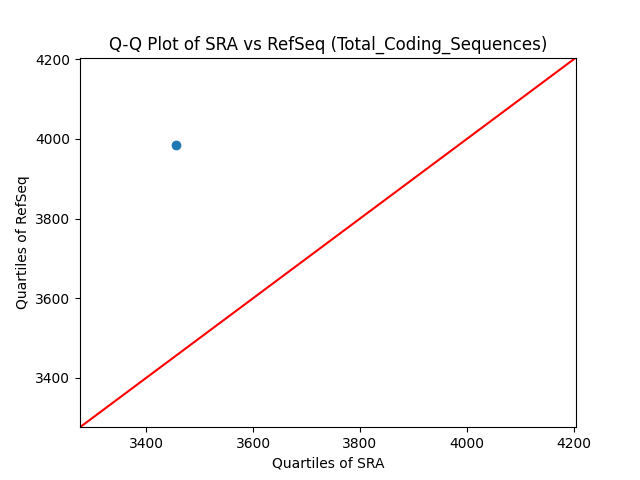 Q-Q Plot of SRA vs RefSeq (Total_Coding_Sequences)
4200
4000
3800
3600
3400
Quartiles of RefSeq
3400 3600 3800 4000 4200
Quartiles of SRA